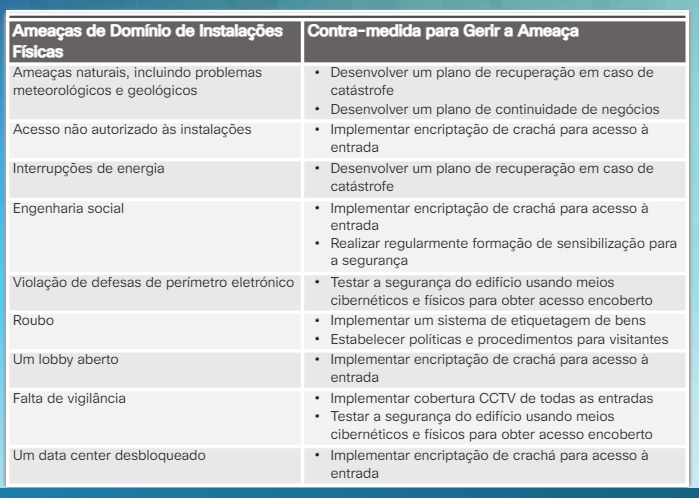 Ameaças de Domínio de Instalações
Físicas
Contra-medida para Gerir a Ameaça
Ameaças naturais, incluindo problemas
meteorológicos e geológicos
• Desenvolver um plano de recuperação em caso de
catástrofe
• Desenvolver um plano de continuidade de negócios
Acesso não autorizado às instalações
• Implementar encriptação de crachá para acesso à
entrada
Interrupções de energia
• Desenvolver um plano de recuperação em caso de
catástrofe
Engenharia social
• Implementar encriptação de crachá para acesso à
entrada
• Realizar regularmente formação de sensibilização para
a segurança
Violação de defesas de perímetro eletrónico
• Testar a segurança do edifício usando meios
cibernéticos e físicos para obter acesso encoberto
Roubo
• Implementar um sistema de etiquetagem de bens
• Estabelecer políticas e procedimentos para visitantes
Um lobby aberto
• Implementar encriptação de crachá para acesso à
entrada
Falta de vigilância
• Implementar cobertura CCTV de todas as entradas
• Testar a segurança do edifício usando meios
cibernéticos e físicos para obter acesso encoberto
Um data center desbloqueado
• Implementar encriptação de crachá para acesso à
entrada